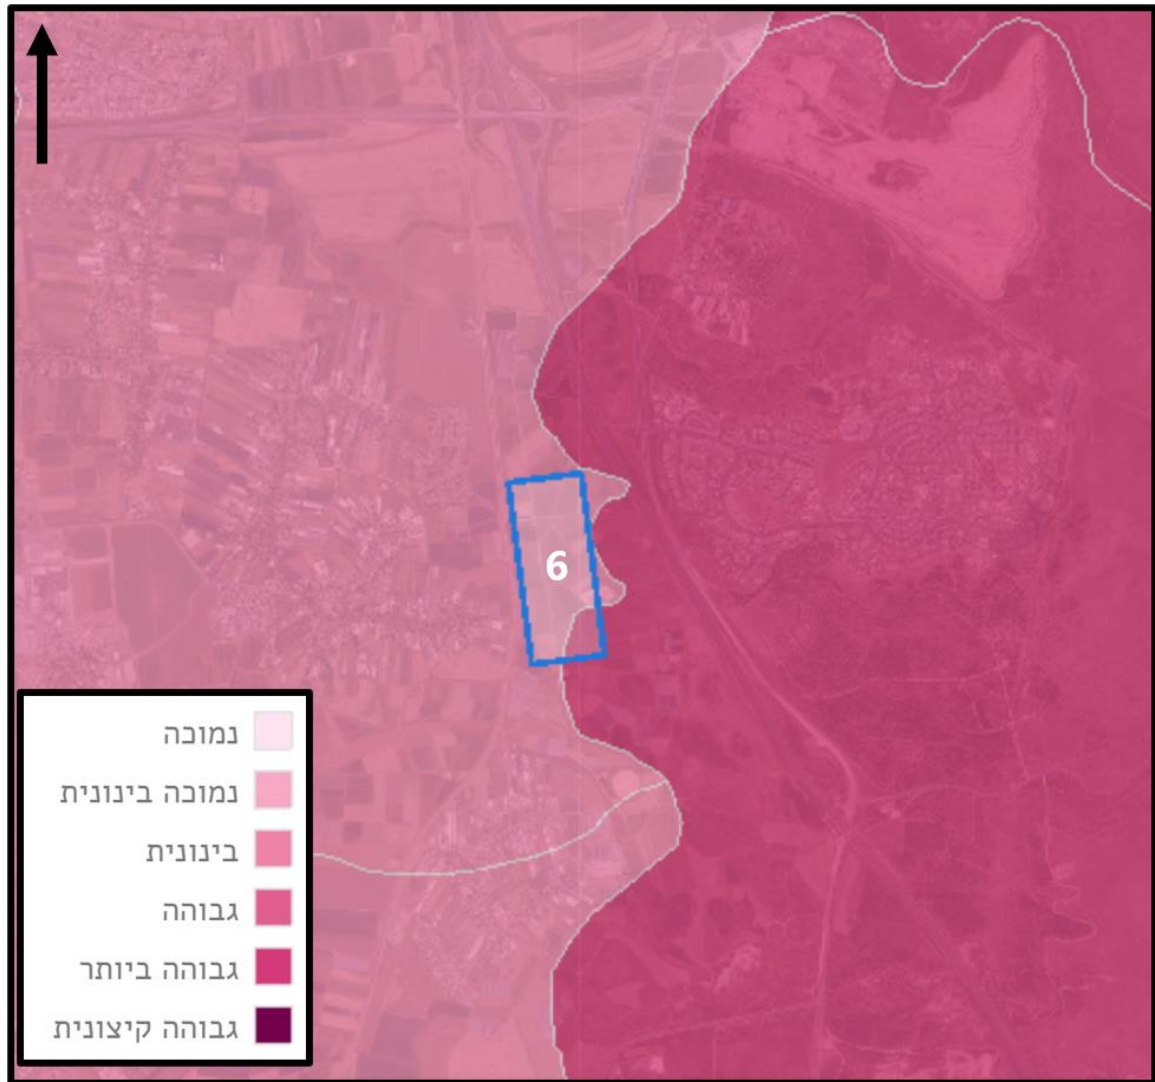 6
נמוכה
נמוכה בינונית
בינונית
גבוהה
גבוהה ביותר
גבוהה קיצונית